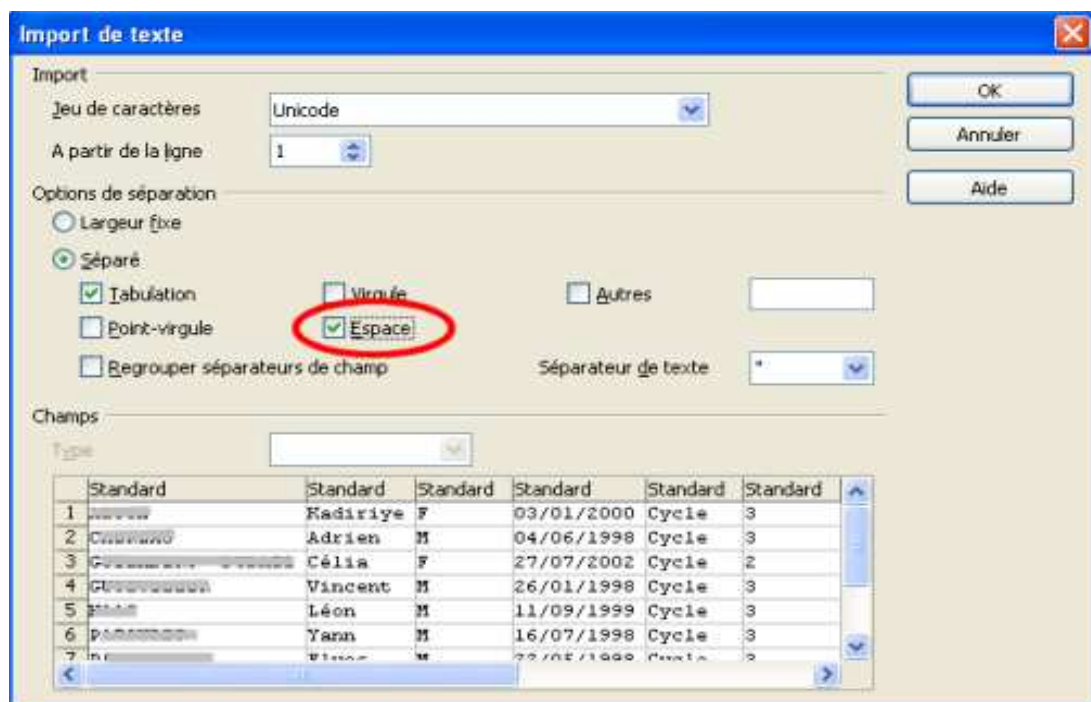 Import de texte
Import
Jeu de caractères Unicode
A partir de la ligne 1
OK
Annuler
Aide
Options de séparation
Largeur fixe
Séparé
Tabulation Virgule Autres
Point-virgule Espace
Regrouper séparateurs de champ Séparateur de texte "
Champs
Type
Standard Standard Standard Standard Standard Standard
1 Kadiriye F 03/01/2000 Cycle 3
2 Adrien M 04/06/1998 Cycle 3
3 Célia F 27/07/2002 Cycle 2
4 Vincent M 26/01/1998 Cycle 3
5 Léon M 11/09/1999 Cycle 3
6 Yann M 16/07/1998 Cycle 3
7 M Cycle 3